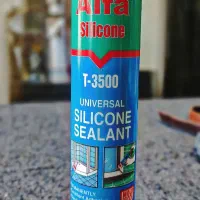 Alfa
Silicone
T-3500
UNIVERSAL
SILICONE
SEALANT